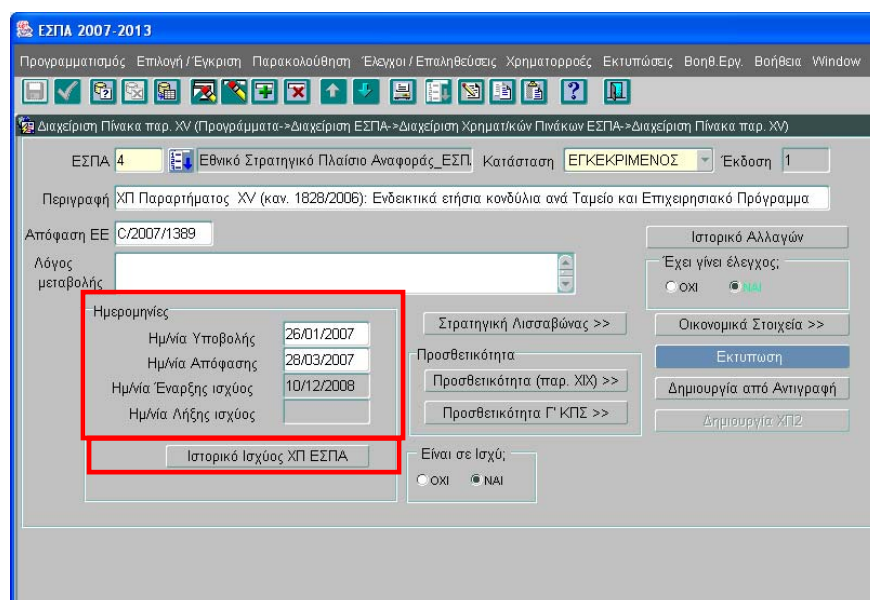 ΕΣΠΑ 2007-2013
Προγραμματισμός Επιλογή / Έγκριση Παρακολούθηση Έλεγχοι / Επαληθεύσεις Χρηματορροές Εκτυπώσεις Βοηθ.Εργ. Βοήθεια Window
Διαχείριση Πίνακα παρ. XV (Προγράμματα->Διαχείριση ΕΣΠΑ->Διαχείριση Χρηματ/κών Πινάκων ΕΣΠΑ->Διαχείριση Πίνακα παρ. XV)
ΕΣΠΑ 4 Εθνικό Στρατηγικό Πλαίσιο Αναφοράς_ΕΣΠ. Κατάσταση ΕΓΚΕΚΡΙΜΕΝΟΣ Έκδοση 1
Περιγραφή ΧΠ Παραρτήματος XV (καν. 1828/2006): Ενδεικτικά ετήσια κονδύλια ανά Ταμείο και Επιχειρησιακό Πρόγραμμα
Απόφαση ΕΕ C/2007/1389
Ιστορικό Αλλαγών
Λόγος
μεταβολής
Έχει γίνει έλεγχος;
ΟΧΙ ΝΑΙ
Ημερομηνίες
Ημ/νία Υποβολής 26/01/2007
Ημ/νία Απόφασης 28/03/2007
Ημ/νία Έναρξης ισχύος 10/12/2008
Ημ/νία Λήξης ισχύος
Στρατηγική Λισσαβώνας >>
Προσθετικότητα
Προσθετικότητα (παρ. XIX) >>
Προσθετικότητα Γ' ΚΠΣ >>
Οικονομικά Στοιχεία >>
Εκτυπωση
Δημιουργία από Αντιγραφή
Δημιουργία ΧΠ2
Ιστορικό Ισχύος ΧΠ ΕΣΠΑ
Είναι σε Ισχύ;
ΟΧΙ ΝΑΙ